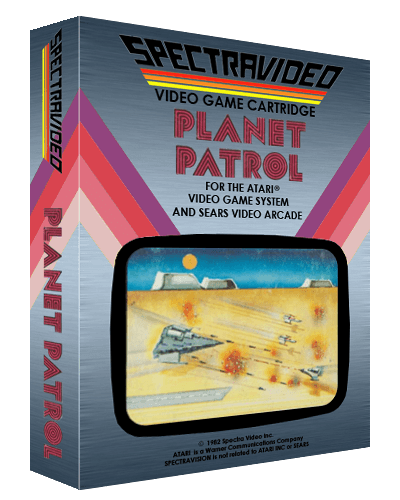 SPECTRAVIDEO
VIDEO GAME CARTRIDGE
PLANET
PATROL
FOR THE ATARI®
VIDEO GAME SYSTEM
AND SEARS VIDEO ARCADE
© 1982 Spectra Video Inc.
ATARI is a Warner Communications Company
SPECTRAVISION is not related to ATARI INC or SEARS
SPECTRAVIDEO
PLANET PATROL